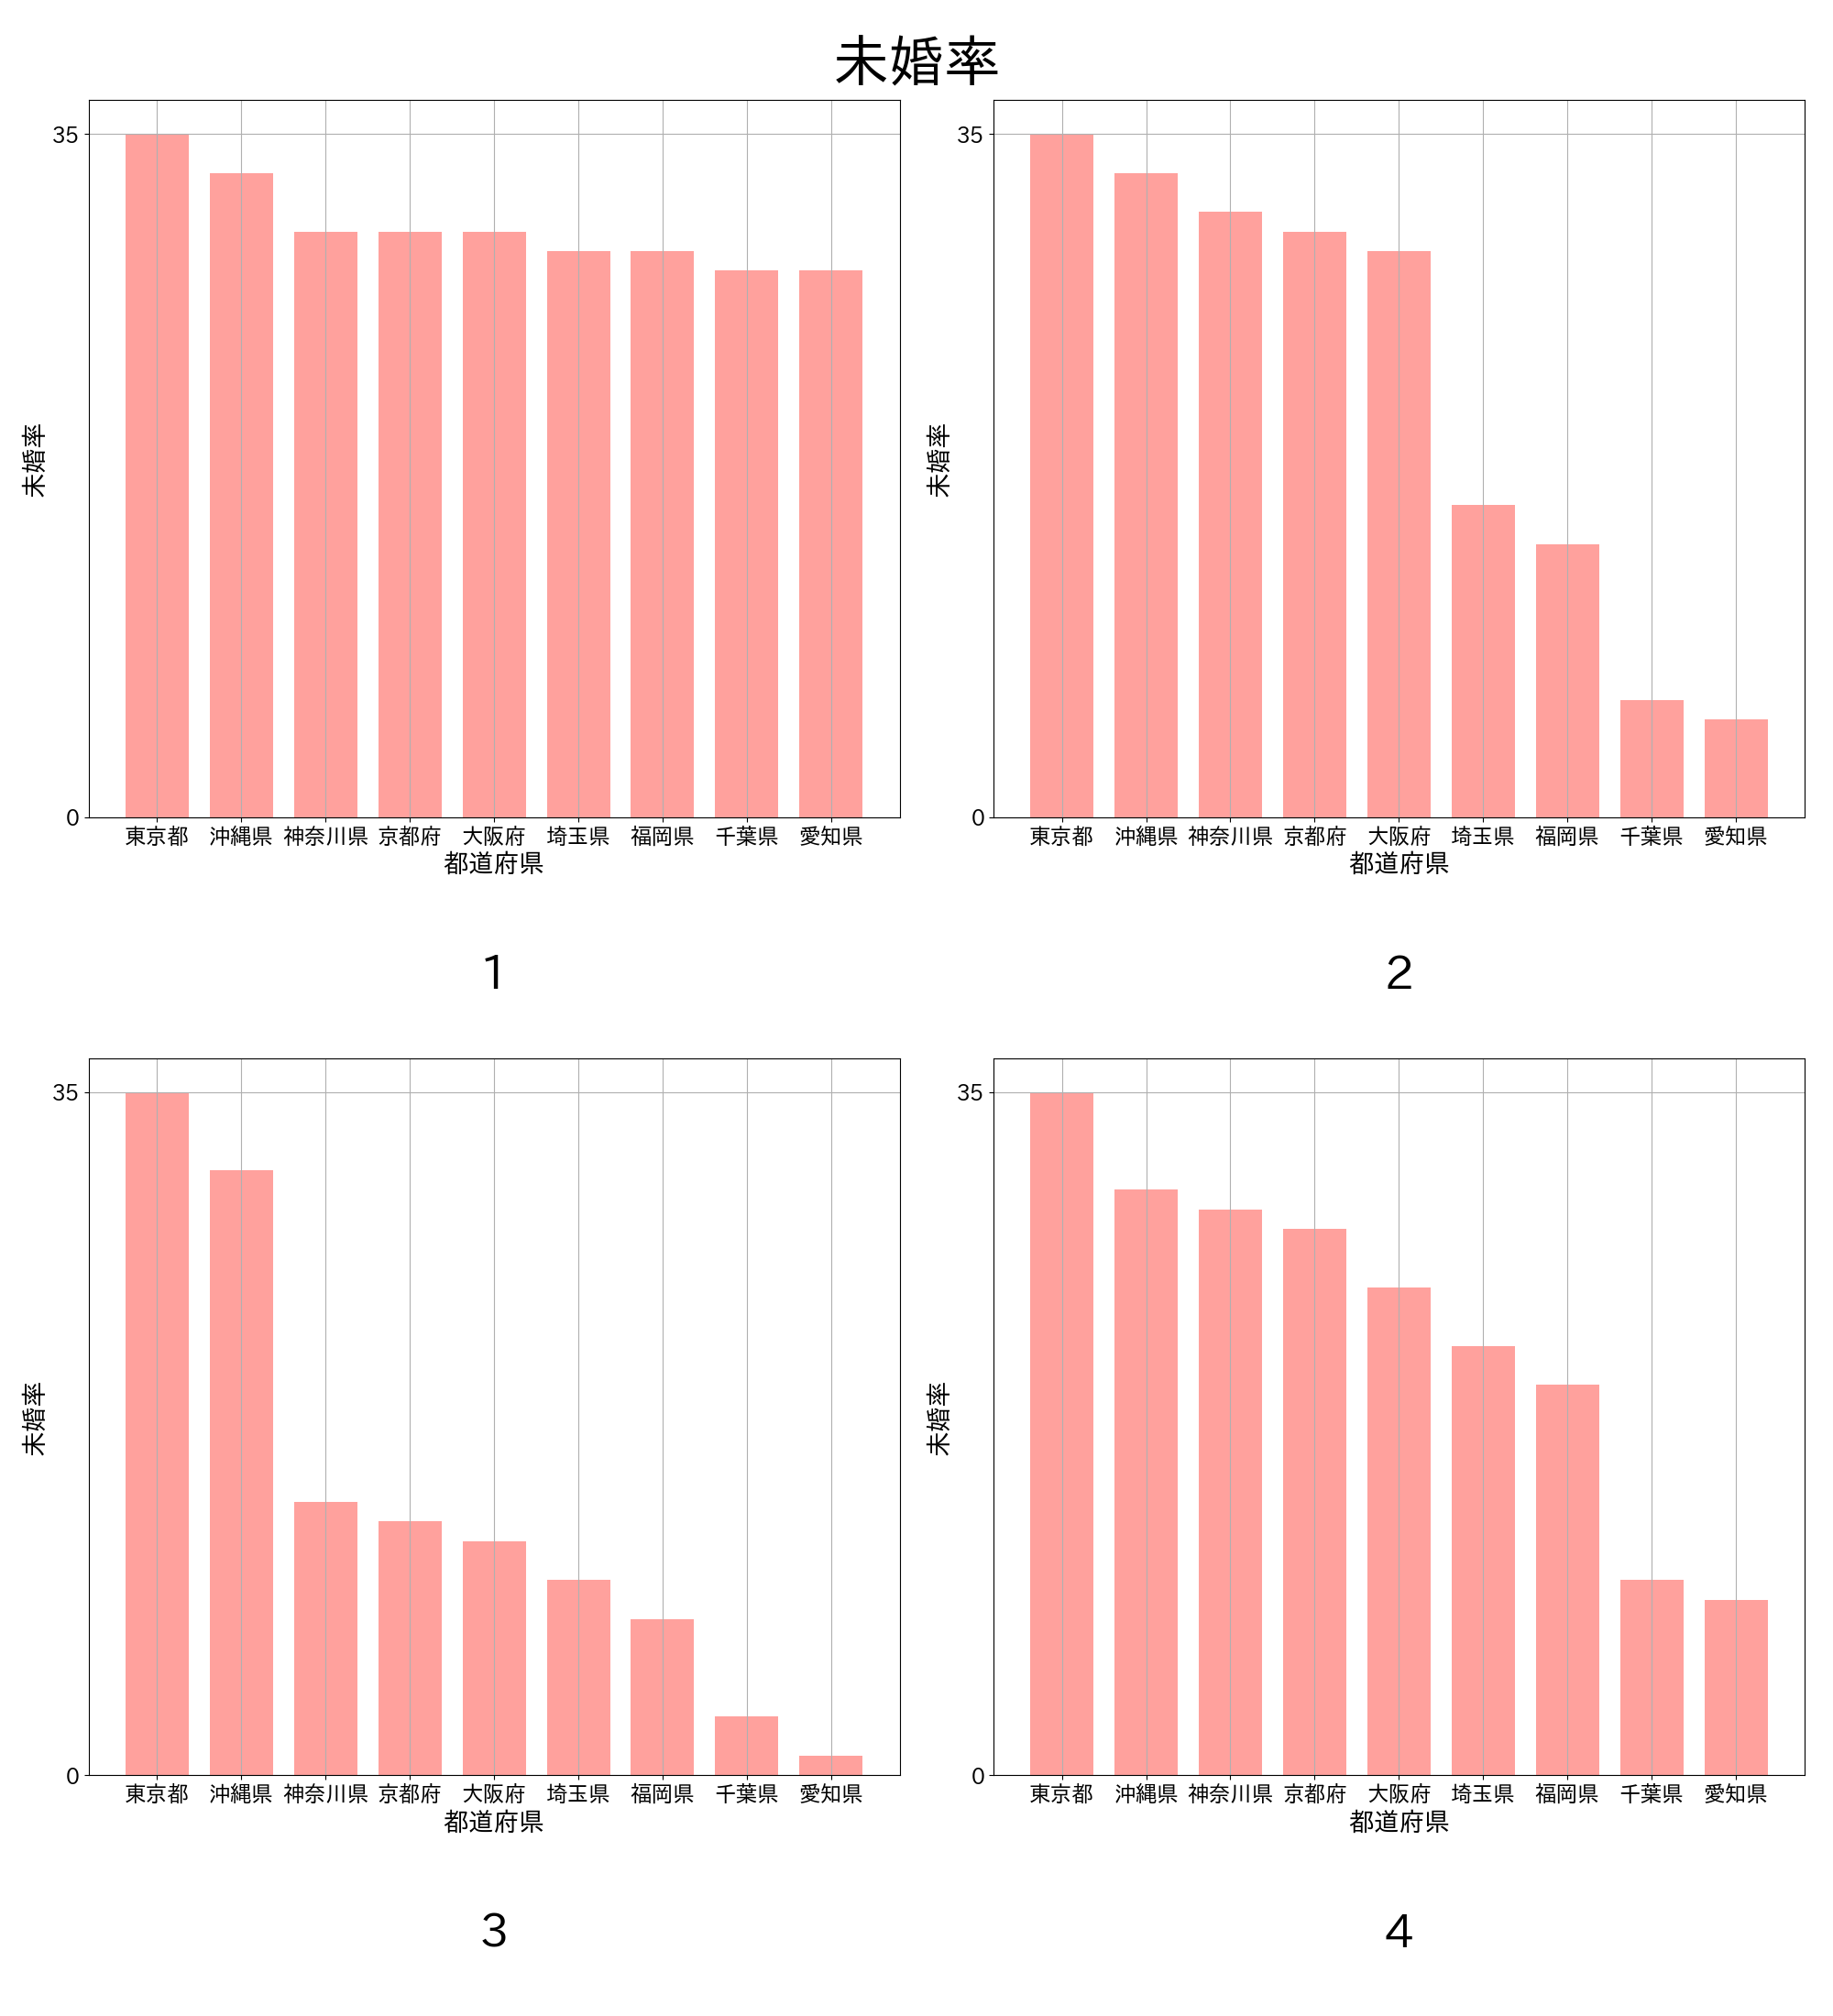 未婚率
35
未婚率
0
東京都 沖縄県 神奈川県 京都府 大阪府 埼玉県 福岡県 千葉県 愛知県
都道府県
1
35
未婚率
0
東京都 沖縄県 神奈川県 京都府 大阪府 埼玉県 福岡県 千葉県 愛知県
都道府県
2
35
未婚率
0
東京都 沖縄県 神奈川県 京都府 大阪府 埼玉県 福岡県 千葉県 愛知県
都道府県
3
35
未婚率
0
東京都 沖縄県 神奈川県 京都府 大阪府 埼玉県 福岡県 千葉県 愛知県
都道府県
4